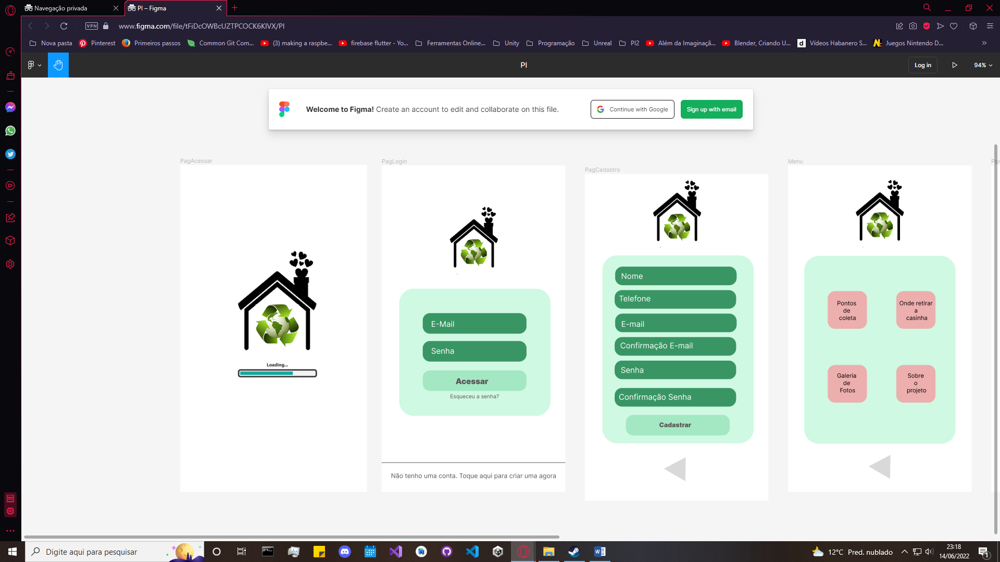 Navegação privada
PI – Figma
VPN
www.figma.com/file/tFiDcOWBcUZTPCOCK6KIVX/PI
Nova pasta
Pinterest
Primeiros passos
Common Git Com...
(3) making a raspbe...
firebase flutter - Yo...
Ferramentas Online...
Unity
Programação
Unreal
PI2
Além da Imaginaçã...
Blender, Criando U...
Vídeos Habanero S...
Juegos Nintendo D...
PI
Log in
94%
Welcome to Figma! Create an account to edit and collaborate on this file.
Continue with Google
Sign up with email
PagAcessar
Loading...
PagLogin
E-Mail
Senha
Acessar
Esqueceu a senha?
Não tenho uma conta. Toque aqui para criar uma agora
PagCadastro
Nome
Telefone
E-mail
Confirmação E-mail
Senha
Confirmação Senha
Cadastrar
Menu
Pontos
de
coleta
Onde retirar
a
casinha
Galeria
de
Fotos
Sobre
o
projeto
Digite aqui para pesquisar
12°C Pred. nublado
23:18
14/06/2022
1